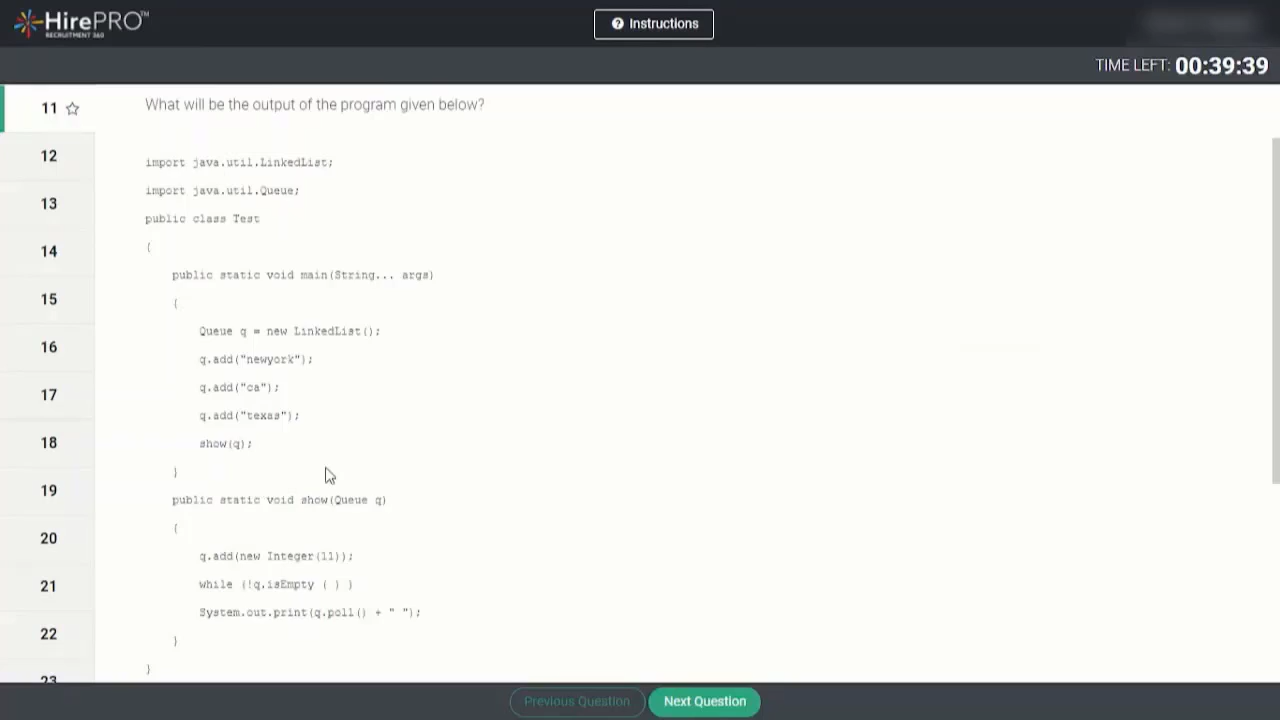 HirePRO™
RECRUITMENT 360
? Instructions
TIME LEFT: 00:39:39
11
What will be the output of the program given below?
12
import java.util.LinkedList;
import java.util.Queue;
13
public class Test
14
{
public static void main(String... args)
15
{
Queue q = new LinkedList();
16
q.add("newyork");
q.add("ca");
17
q.add("texas");
18
show(q);
}
19
public static void show(Queue q)
{
20
q.add(new Integer(11));
21
while (!q.isEmpty ( ) )
System.out.print(q.poll() + " ");
22
}
}
23
Previous Question
Next Question